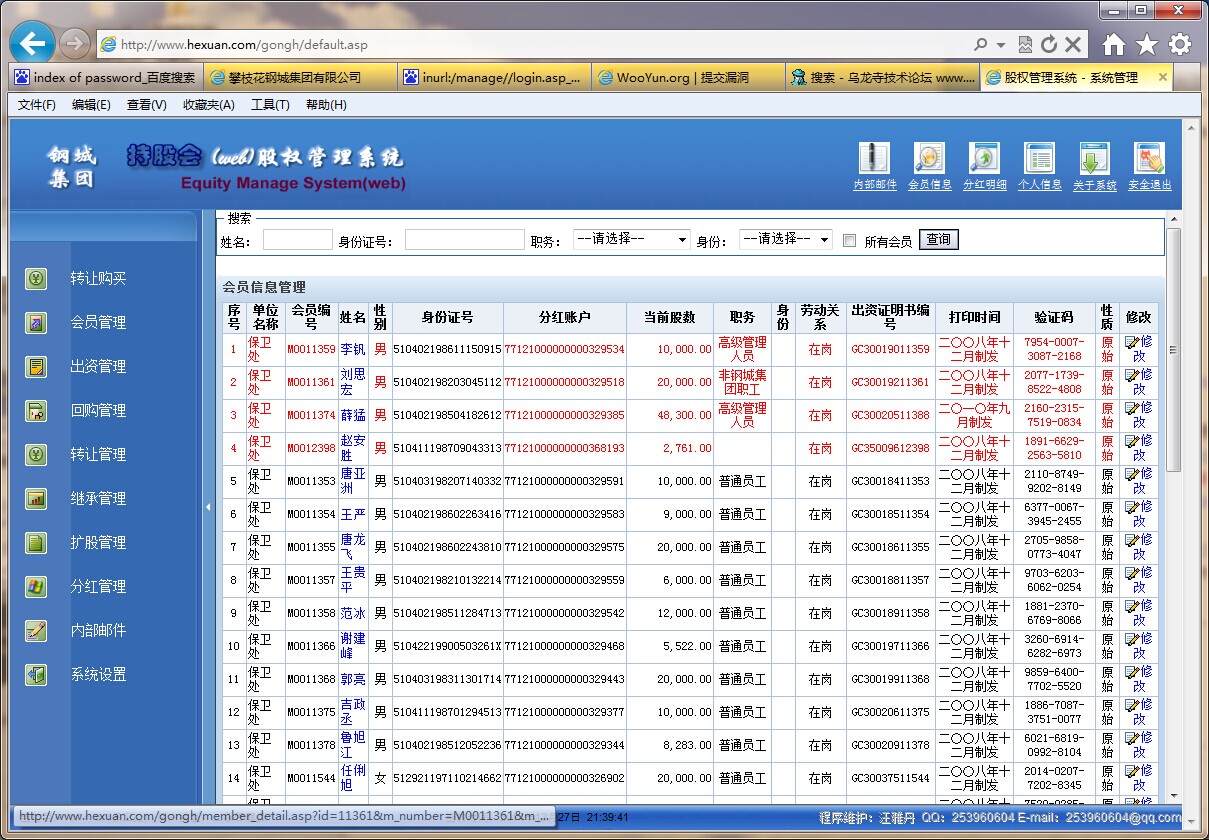 http://www.hexuan.com/gongh/default.asp
index of password_百度搜索 攀枝花钢城集团有限公司 inurl:/manage//login.asp_... WooYun.org | 提交漏洞 搜索 - 乌龙寺技术论坛 www.... 股权管理系统 - 系统管理
文件(F) 编辑(E) 查看(V) 收藏夹(A) 工具(T) 帮助(H)
钢城
集团
持股会(web)股权管理系统
Equity Manage System(web)
内部邮件 会员信息 分红明细 个人信息 关于系统 安全退出
转让购买
会员管理
出资管理
回购管理
转让管理
继承管理
扩股管理
分红管理
内部邮件
系统设置
搜索
姓名: 身份证号: 职务: --请选择-- 身份: --请选择-- 所有会员 查询
会员信息管理
序号 单位名称 会员编号 姓名 性别 身份证号 分红账户 当前股数 职务 身份 劳动关系 出资证明书编号 打印时间 验证码 性质 修改
1 保卫处 M0011359 李钒 男 510402198611150915 77121000000000329534 10,000.00 高级管理人员 在岗 GC30019011359 二〇〇八年十二月制发 7954-0007-3087-2168 原始 修改
2 保卫处 M0011361 刘思宏 男 510402198203045112 77121000000000329518 20,000.00 非钢城集团职工 在岗 GC30019211361 二〇〇八年十二月制发 2077-1739-8522-4808 原始 修改
3 保卫处 M0011374 薛猛 男 510402198504182612 77121000000000329385 48,300.00 高级管理人员 在岗 GC30020511388 二〇一〇年九月制发 2160-2315-7519-0834 原始 修改
4 保卫处 M0012398 赵安胜 男 510411198709043313 77121000000000368193 2,761.00 在岗 GC35009612398 二〇〇八年十二月制发 1891-6629-2563-5810 原始 修改
5 保卫处 M0011353 唐亚洲 男 510403198207140332 77121000000000329591 10,000.00 普通员工 在岗 GC30018411353 二〇〇八年十二月制发 2110-8749-9202-8149 原始 修改
6 保卫处 M0011354 王严 男 510402198602263416 77121000000000329583 9,000.00 普通员工 在岗 GC30018511354 二〇〇八年十二月制发 6377-0067-3945-2455 原始 修改
7 保卫处 M0011355 唐龙飞 男 510402198602243810 77121000000000329575 20,000.00 普通员工 在岗 GC30018611355 二〇〇八年十二月制发 2705-9858-0773-4047 原始 修改
8 保卫处 M0011357 王贵平 男 510402198210132214 77121000000000329559 6,000.00 普通员工 在岗 GC30018811357 二〇〇八年十二月制发 9703-6203-6062-0254 原始 修改
9 保卫处 M0011358 范冰 男 510402198511284713 77121000000000329542 12,000.00 普通员工 在岗 GC30018911358 二〇〇八年十二月制发 1881-2370-6769-8066 原始 修改
10 保卫处 M0011366 谢建峰 男 51042219900503261X 77121000000000329468 5,522.00 普通员工 在岗 GC30019711366 二〇〇八年十二月制发 3260-6914-6282-6973 原始 修改
11 保卫处 M0011368 郭亮 男 510403198311301714 77121000000000329443 20,000.00 普通员工 在岗 GC30019911368 二〇〇八年十二月制发 9859-6400-7702-5520 原始 修改
12 保卫处 M0011375 吉政丞 男 510411198701294513 77121000000000329377 10,000.00 普通员工 在岗 GC30020611375 二〇〇八年十二月制发 1886-7087-3751-0077 原始 修改
13 保卫处 M0011378 鲁旭江 男 510402198512052236 77121000000000329344 8,283.00 普通员工 在岗 GC30020911378 二〇〇八年十二月制发 6021-6819-0992-8104 原始 修改
14 保卫处 M0011544 任俐旭 女 512921197110214662 77121000000000326902 20,000.00 普通员工 在岗 GC30037511544 二〇〇八年十二月制发 2014-0207-7202-8345 原始 修改
http://www.hexuan.com/gongh/member_detail.asp?id=11361&m_number=M0011361&m_... 27日 21:39:41 程序维护: 汪雅丹 QQ: 253960604 E-mail: 253960604@qq.com